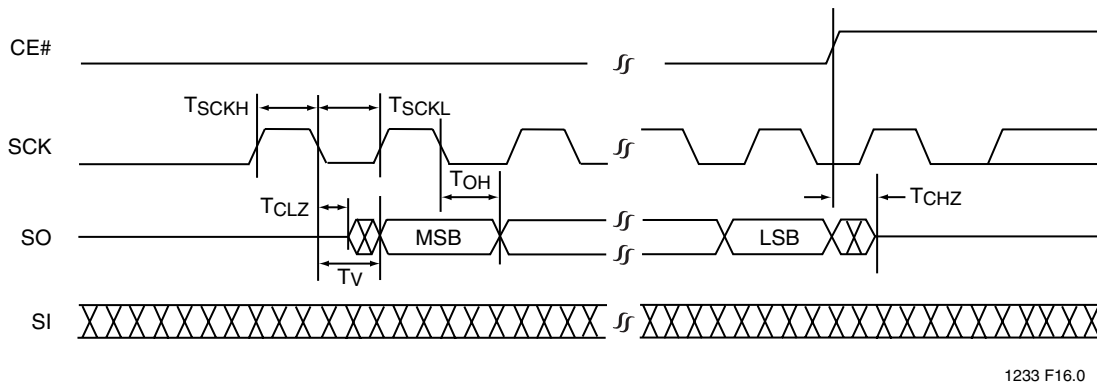 CE#
TSCKH
TSCKL
SCK
TOH
TCLZ
TCHZ
SO
MSB
LSB
TV
SI
1233 F16.0